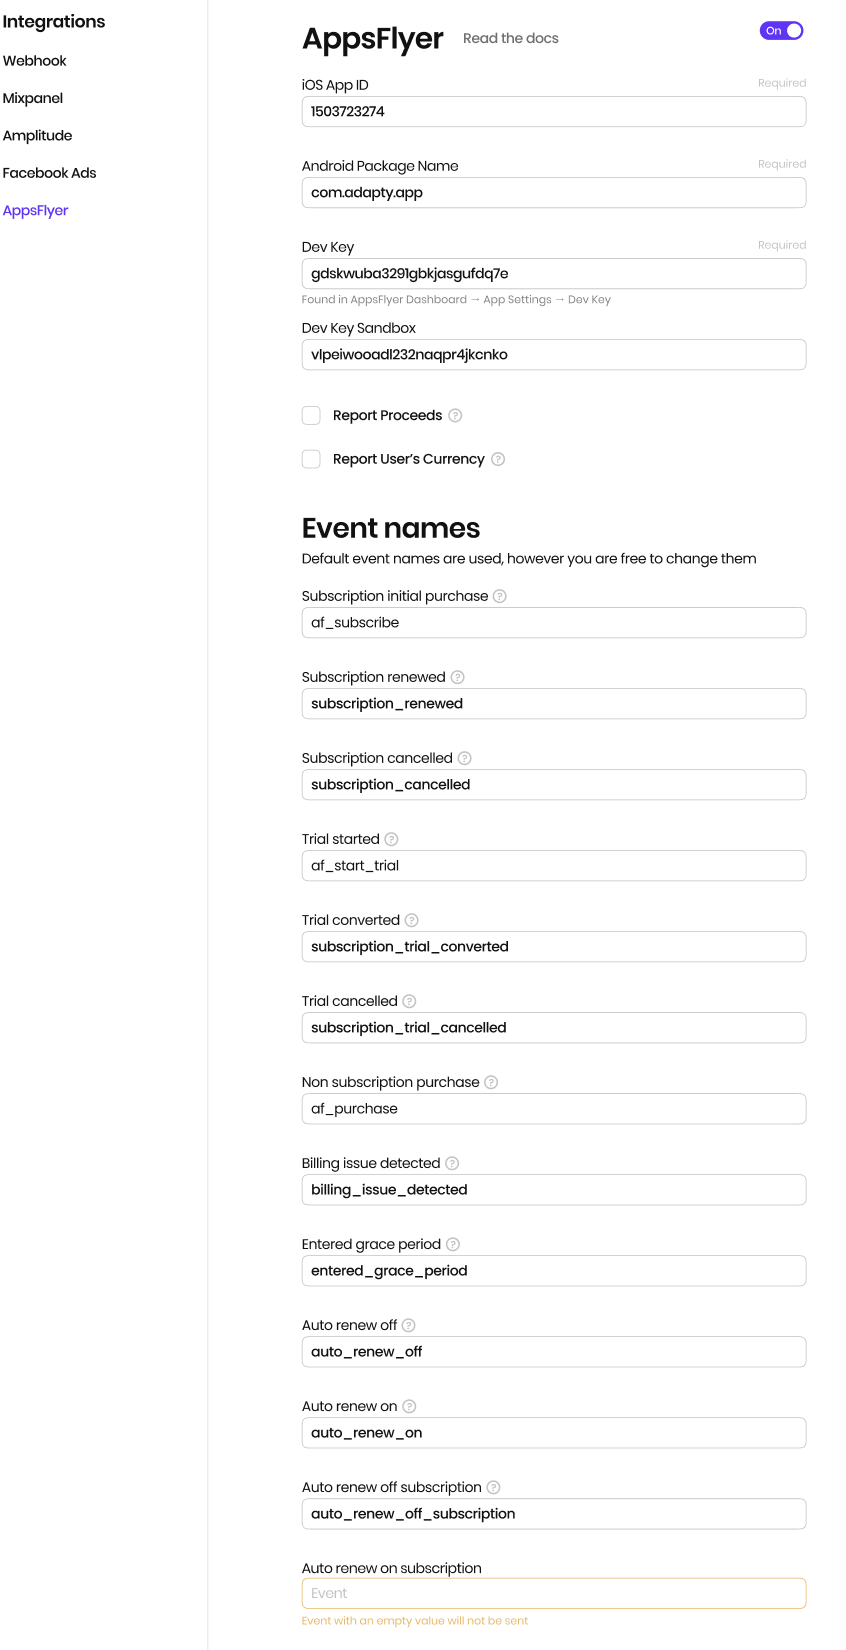 Integrations
Webhook
Mixpanel
Amplitude
Facebook Ads
AppsFlyer
AppsFlyer Read the docs On
iOS App ID Required
1503723274
Android Package Name Required
com.adapty.app
Dev Key Required
gdskwuba3291gbkjasgufdq7e
Found in AppsFlyer Dashboard → App Settings → Dev Key
Dev Key Sandbox
vlpeiwooadl232naqpr4jkcnko
Report Proceeds ?
Report User’s Currency ?
Event names
Default event names are used, however you are free to change them
Subscription initial purchase ?
af_subscribe
Subscription renewed ?
subscription_renewed
Subscription cancelled ?
subscription_cancelled
Trial started ?
af_start_trial
Trial converted ?
subscription_trial_converted
Trial cancelled ?
subscription_trial_cancelled
Non subscription purchase ?
af_purchase
Billing issue detected ?
billing_issue_detected
Entered grace period ?
entered_grace_period
Auto renew off ?
auto_renew_off
Auto renew on ?
auto_renew_on
Auto renew off subscription ?
auto_renew_off_subscription
Auto renew on subscription
Event
Event with an empty value will not be sent